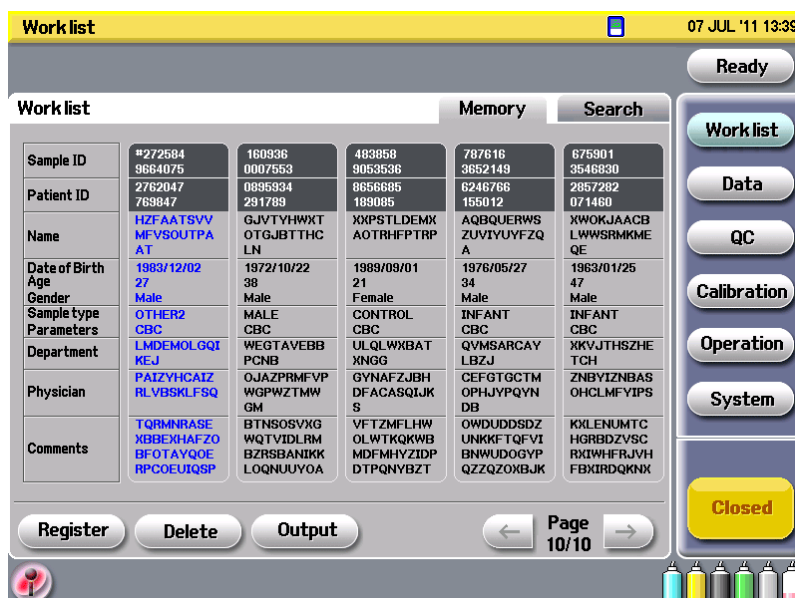 Work list
07 JUL '11 13:39
Ready
Work list
Memory
Search
Work list
Data
QC
Calibration
Operation
System
Closed
Sample ID
#272584
9664075
160936
0007553
483858
9053536
787616
3652149
675901
3546830
Patient ID
2762047
769847
0895934
291789
8656685
189085
6246766
155012
2857282
071460
Name
HZFAATSVV
MFVSOUTPA
AT
GJVTYHWXT
OTGJBTTHC
LN
XXPSTLDEMX
AOTRHFPTRP
AQBQUERWS
ZUVIYUYFZQ
A
XWOKJAACB
LWWSRMKME
QE
Date of Birth
Age
Gender
1983/12/02
27
Male
1972/10/22
38
Male
1989/09/01
21
Female
1976/05/27
34
Male
1963/01/25
47
Male
Sample type
Parameters
OTHER2
CBC
MALE
CBC
CONTROL
CBC
INFANT
CBC
INFANT
CBC
Department
LMDEMOLGQI
KEJ
WEGTAVEBB
PCNB
ULQLWXBAT
XNGG
QVMSARCAY
LBZJ
XKVJTHSZHE
TCH
Physician
PAIZYHCAIZ
RLVBSKLFSQ
OJAZPRMFVP
WGPWZTMW
GM
GYNAFZJBH
DFACASQIJK
S
CEFGTGCTM
OPHJYPQYN
DB
ZNBYIZNBAS
OHCLMFYIPS
Comments
TQRMNRASE
XBBEXHAFZO
BFOTAYQOE
RPCOEUIQSP
BTNSOSVXG
WQTVIDLRM
BZRSBANIKK
LOQNUUYOA
VFTZMFLHW
OLWTKQKWB
MDFMHYZIDP
DTPQNYBZT
OWDUDDSDZ
UNKKFTQFVI
BNWUDOGYP
QZZQZOXBJK
KXLENUMTC
HGRBDZVSC
RXIWHFRJVH
FBXIRDQKNX
Register
Delete
Output
Page
10/10